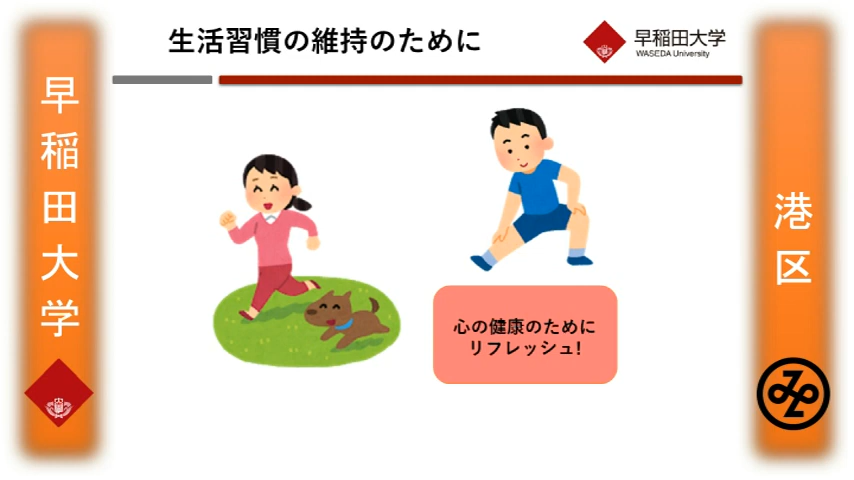 生活習慣の維持のために
早稲田大学
WASEDA University
早稲田大学
港区
心の健康のために
リフレッシュ!